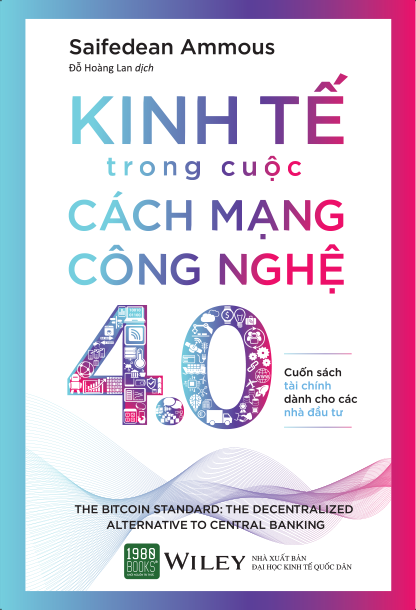 Saifedean Ammous
Đỗ Hoàng Lan dịch
KINH TẾ
trong cuộc
CÁCH MẠNG
CÔNG NGHỆ
4.0
Cuốn sách
tài chính
dành cho các
nhà đầu tư
THE BITCOIN STANDARD: THE DECENTRALIZED
ALTERNATIVE TO CENTRAL BANKING
1980
BOOKS
WILEY
NHÀ XUẤT BẢN
ĐẠI HỌC KINH TẾ QUỐC DÂN